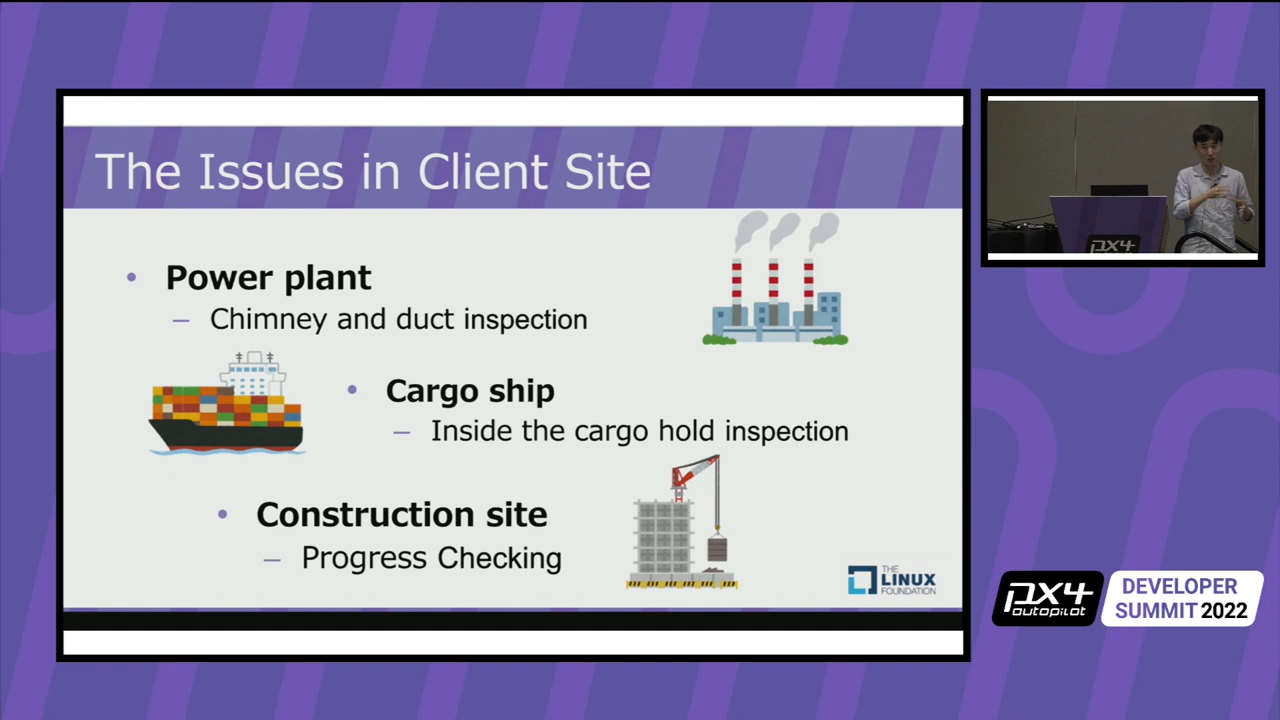 The Issues in Client Site
• Power plant
– Chimney and duct inspection
• Cargo ship
– Inside the cargo hold inspection
• Construction site
– Progress Checking
THE
LINUX
FOUNDATION
PX4
PX4
autopilot
DEVELOPER
SUMMIT 2022